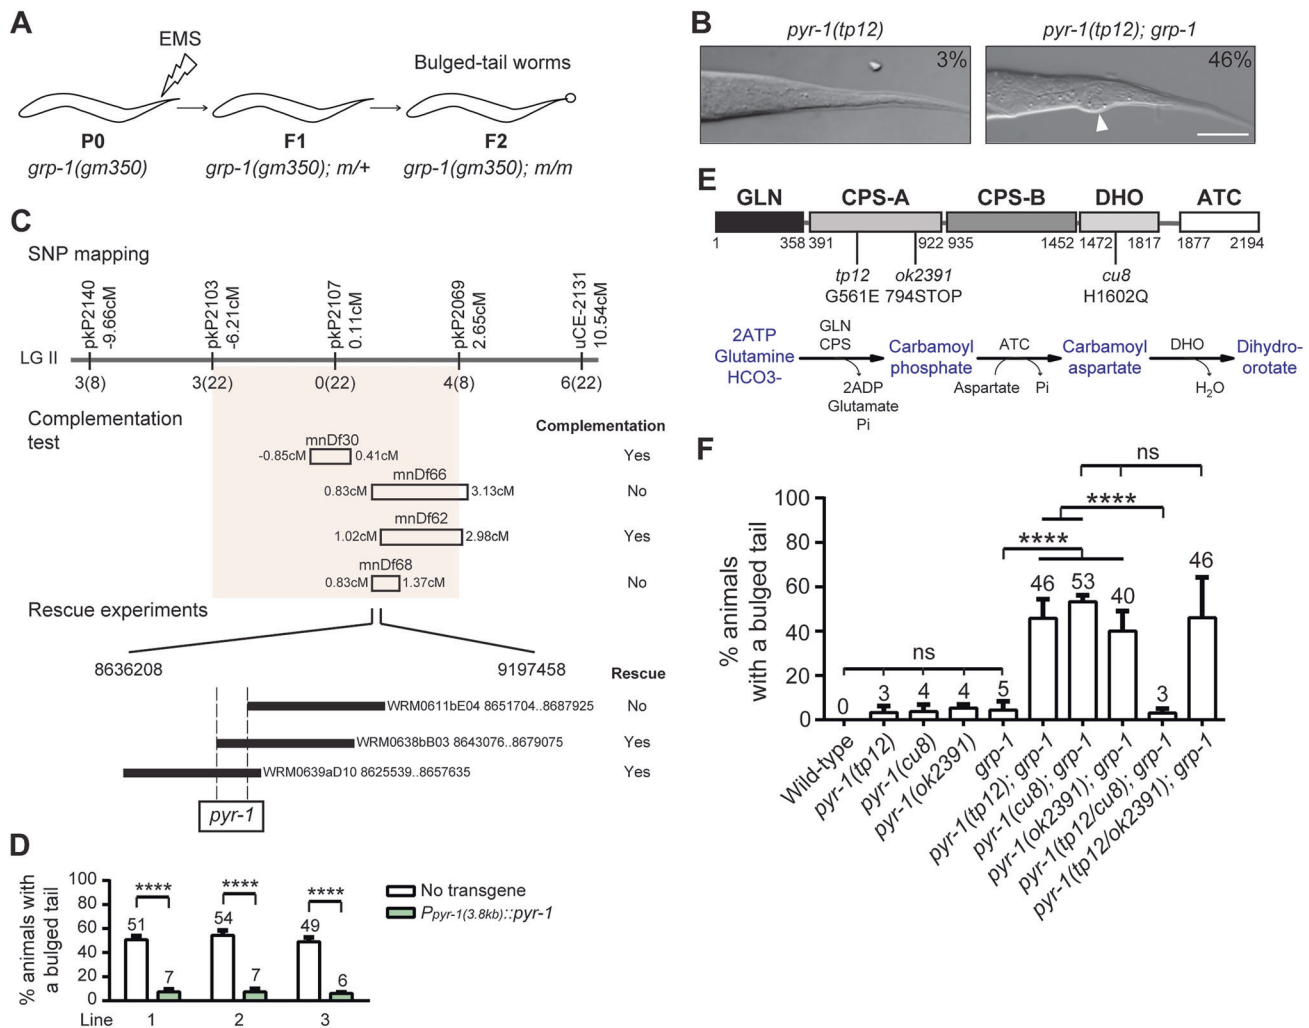 A
EMS
Bulged-tail worms
P0
F1
F2
grp-1(gm350)
grp-1(gm350); m/+
grp-1(gm350); m/m
B
pyr-1(tp12)
pyr-1(tp12); grp-1
3%
46%
C
SNP mapping
pkP2140
-9.66cM
pkP2103
-6.21cM
pkP2107
0.11cM
pkP2069
2.65cM
uCE-2131
10.54cM
LG II
3(8)
3(22)
0(22)
4(8)
6(22)
Complementation
test
Complementation
mnDf30
-0.85cM
0.41cM
Yes
mnDf66
0.83cM
3.13cM
No
mnDf62
1.02cM
2.98cM
Yes
mnDf68
0.83cM
1.37cM
No
Rescue experiments
8636208
9197458
Rescue
WRM0611bE04 8651704..8687925
No
WRM0638bB03 8643076..8679075
Yes
WRM0639aD10 8625539..8657635
Yes
pyr-1
D
% animals with
a bulged tail
100
80
60
40
20
0
****
****
****
51
7
54
7
49
6
Line
1
2
3
No transgene
Ppyr-1(3.8kb)::pyr-1
E
GLN
CPS-A
CPS-B
DHO
ATC
1
358
391
922
935
1452
1472
1817
1877
2194
tp12
G561E
ok2391
794STOP
cu8
H1602Q
2ATP
Glutamine
HCO3-
GLN
CPS
2ADP
Glutamate
Pi
Carbamoyl
phosphate
ATC
Aspartate
Pi
Carbamoyl
aspartate
DHO
H2O
Dihydro-
orotate
F
% animals
with a bulged tail
100
80
60
40
20
0
ns
****
****
ns
0
3
4
4
5
46
53
40
3
46
Wild-type
pyr-1(tp12)
pyr-1(cu8)
pyr-1(ok2391)
grp-1
pyr-1(tp12); grp-1
pyr-1(cu8); grp-1
pyr-1(ok2391); grp-1
pyr-1(tp12/cu8); grp-1
pyr-1(tp12/ok2391); grp-1